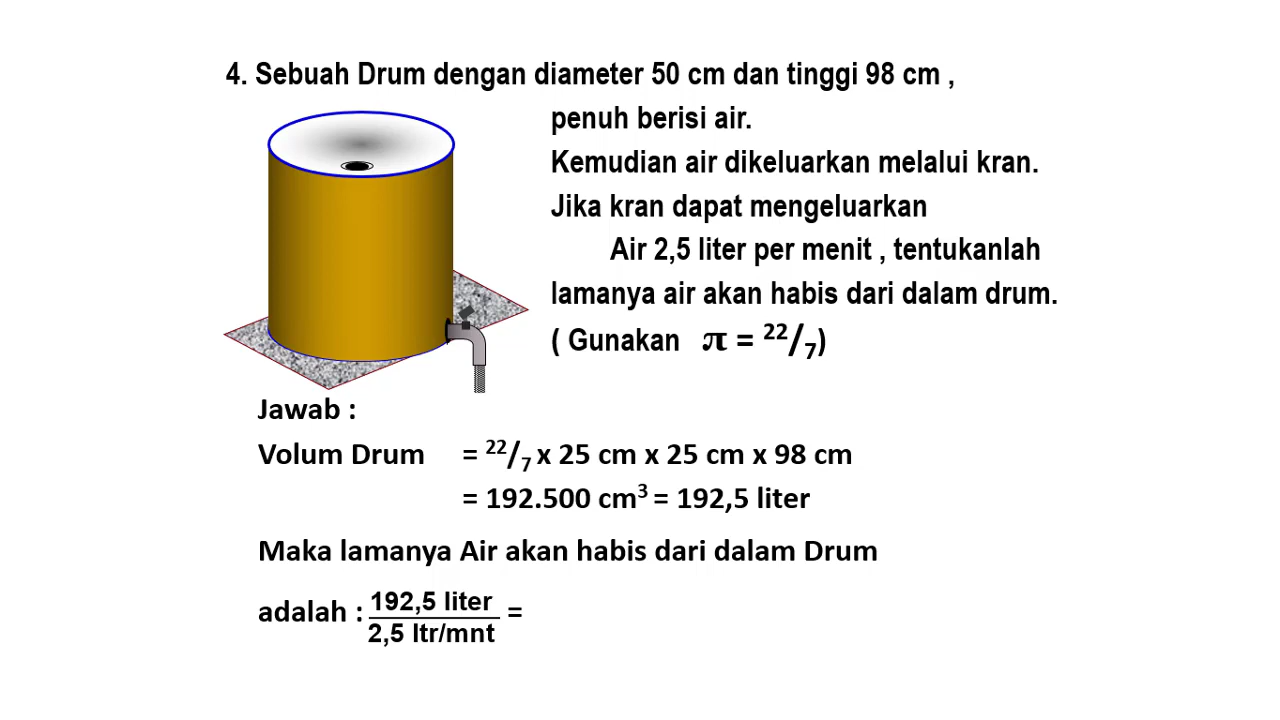 4. Sebuah Drum dengan diameter 50 cm dan tinggi 98 cm ,
penuh berisi air.
Kemudian air dikeluarkan melalui kran.
Jika kran dapat mengeluarkan
Air 2,5 liter per menit , tentukanlah
lamanya air akan habis dari dalam drum.
( Gunakan π = 22/7)
Jawab :
Volum Drum = 22/7 x 25 cm x 25 cm x 98 cm
= 192.500 cm³ = 192,5 liter
Maka lamanya Air akan habis dari dalam Drum
adalah : 192,5 liter / 2,5 ltr/mnt =